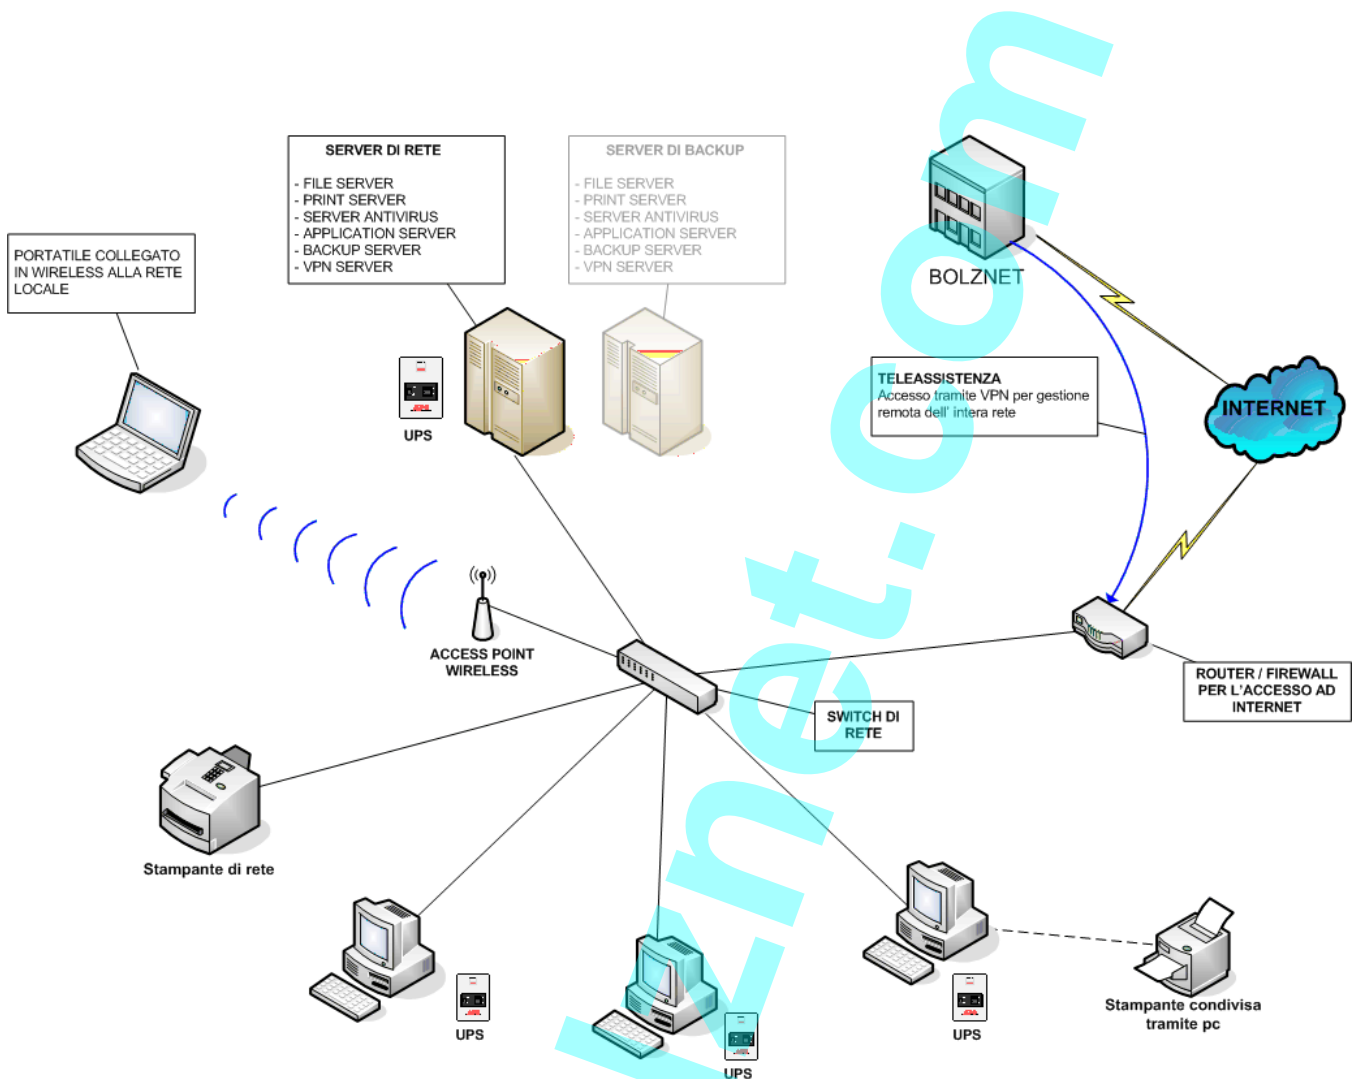 SERVER DI RETE
- FILE SERVER
- PRINT SERVER
- SERVER ANTIVIRUS
- APPLICATION SERVER
- BACKUP SERVER
- VPN SERVER
SERVER DI BACKUP
- FILE SERVER
- PRINT SERVER
- SERVER ANTIVIRUS
- APPLICATION SERVER
- BACKUP SERVER
- VPN SERVER
PORTATILE COLLEGATO
IN WIRELESS ALLA RETE
LOCALE
BOLZNET
TELEASSISTENZA
Accesso tramite VPN per gestione
remota dell' intera rete
INTERNET
UPS
ACCESS POINT
WIRELESS
ROUTER / FIREWALL
PER L'ACCESSO AD
INTERNET
SWITCH DI
RETE
Stampante di rete
UPS
UPS
UPS
Stampante condivisa
tramite pc
lznet.com